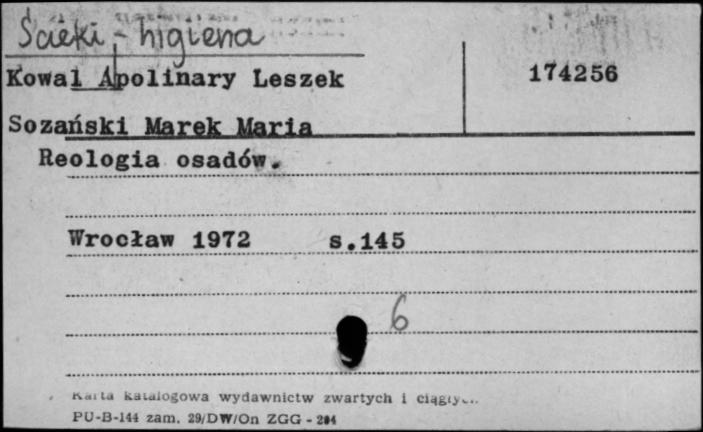 Ścieki - higiena
Kowal Apolinary Leszek 174256
Sozański Marek Maria
Reologia osadów.
Wrocław 1972 s.145
6
Karta katalogowa wydawnictw zwartych i ciągłych.
PU-B-144 zam. 29/DW/On ZGG - 204